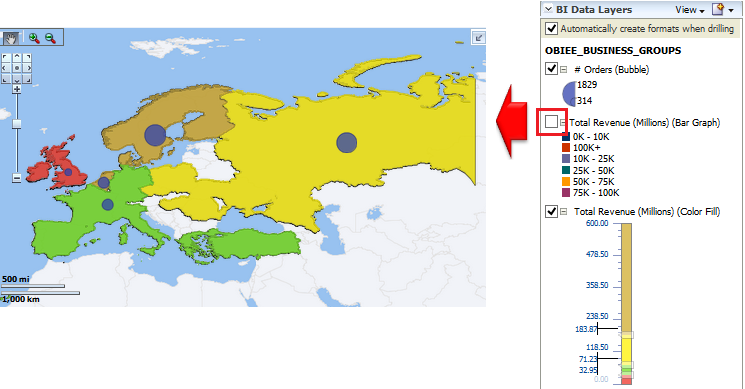 500 mi
1,000 km
BI Data Layers
View
Automatically create formats when drilling
OBIEE_BUSINESS_GROUPS
# Orders (Bubble)
1829
314
Total Revenue (Millions) (Bar Graph)
0K - 10K
100K+
10K - 25K
25K - 50K
50K - 75K
75K - 100K
Total Revenue (Millions) (Color Fill)
600.00
478.50
358.50
238.50
183.87
118.50
71.23
32.95
0.00